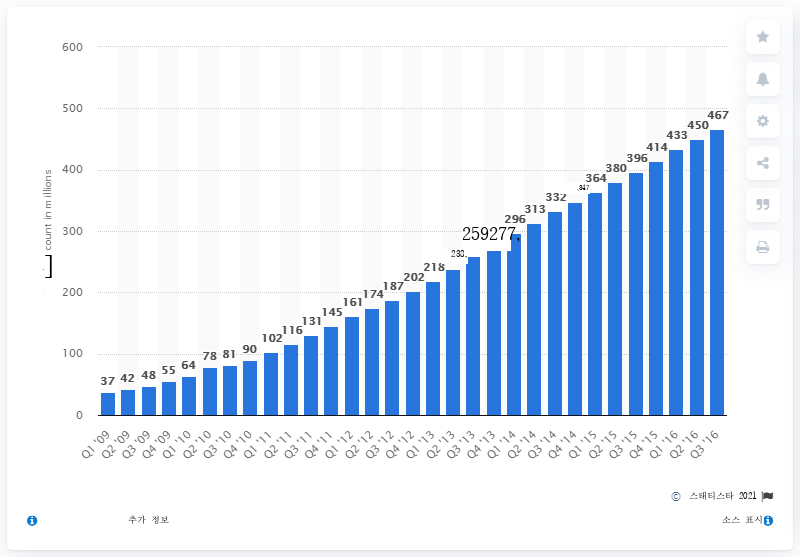 600
500
400
300
200
100
0
count in millions
]
37 42 48 55 64 78 81 90 102 116 131 145 161 174 187 202 218 233. 259277, 296 313 332 347 364 380 396 414 433 450 467
Q1 '09 Q2 '09 Q3 '09 Q4 '09 Q1 '10 Q2 '10 Q3 '10 Q4 '10 Q1 '11 Q2 '11 Q3 '11 Q4 '11 Q1 '12 Q2 '12 Q3 '12 Q4 '12 Q1 '13 Q2 '13 Q3 '13 Q4 '13 Q1 '14 Q2 '14 Q3 '14 Q4 '14 Q1 '15 Q2 '15 Q3 '15 Q4 '15 Q1 '16 Q2 '16 Q3 '16
© 스태티스타 2021
추가 정보
소스 표시